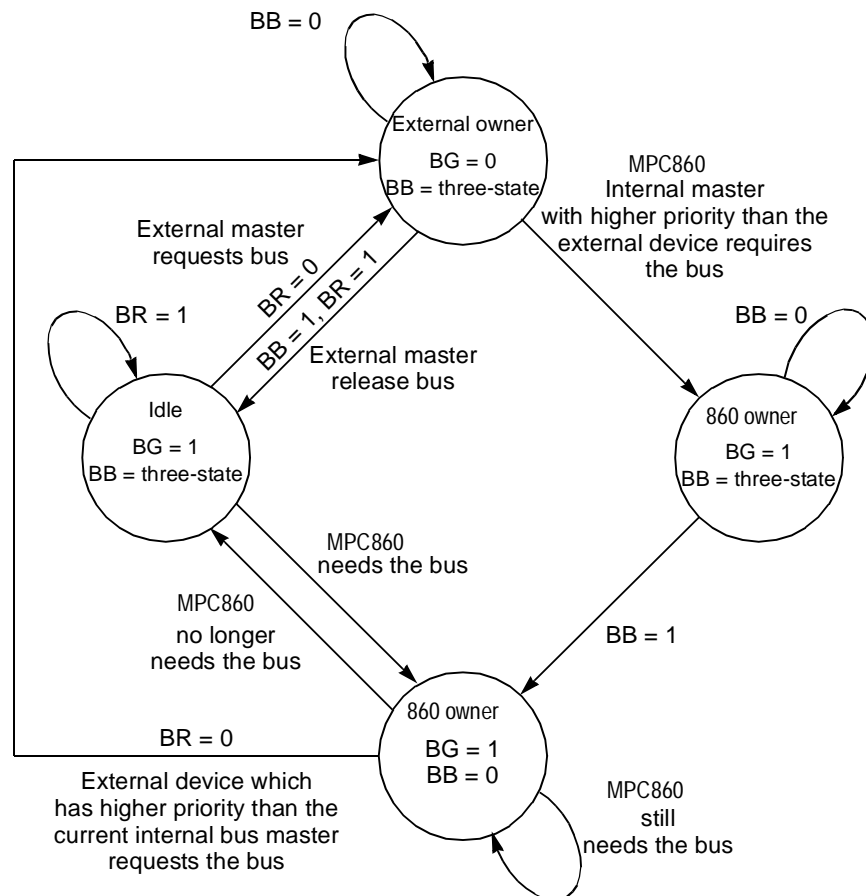 BB = 0
External owner
BG = 0
BB = three-state
MPC860
Internal master
with higher priority than the
external device requires
the bus
External master
requests bus
BR = 0
BB = 1, BR = 1
External master
release bus
BR = 1
Idle
BG = 1
BB = three-state
BB = 0
860 owner
BG = 1
BB = three-state
MPC860
needs the bus
MPC860
no longer
needs the bus
BB = 1
860 owner
BG = 1
BB = 0
BR = 0
External device which
has higher priority than the
current internal bus master
requests the bus
MPC860
still
needs the bus